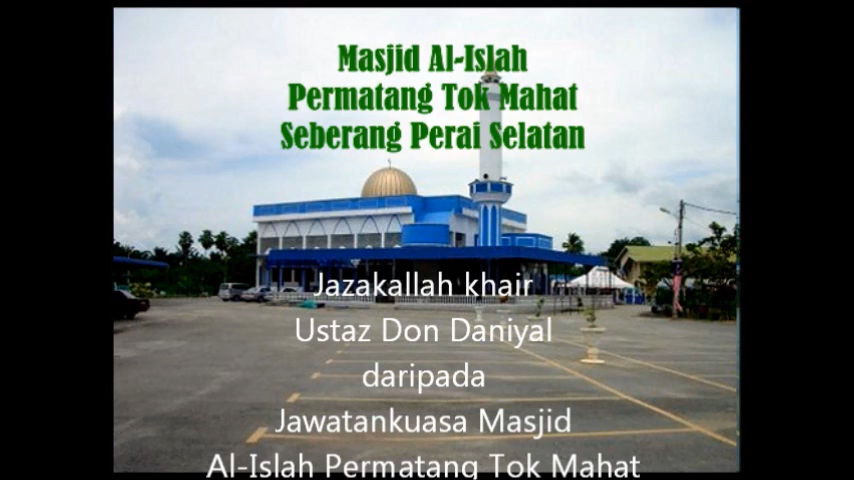 Masjid Al-Islah
Permatang Tok Mahat
Seberang Perai Selatan
Jazakallah khair
Ustaz Don Daniyal
daripada
Jawatankuasa Masjid
Al-Islah Permatang Tok Mahat